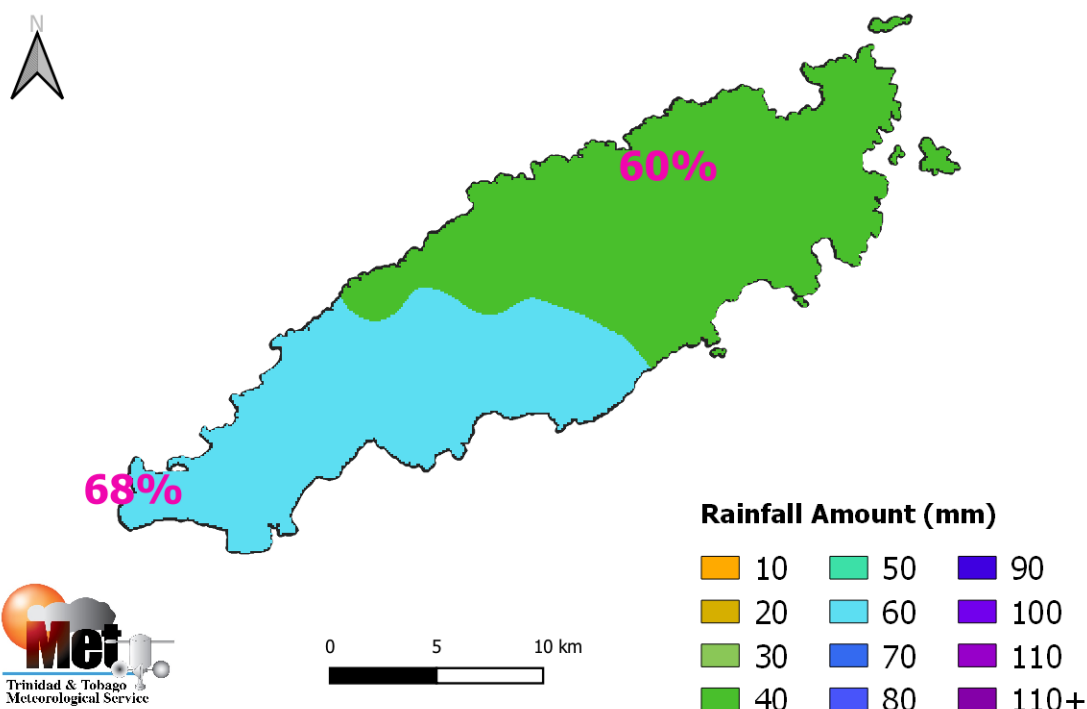 N
60%
68%
Rainfall Amount (mm)
10 50 90
20 60 100
30 70 110
40 80 110+
0 5 10 km
Met
Trinidad & Tobago
Meteorological Service